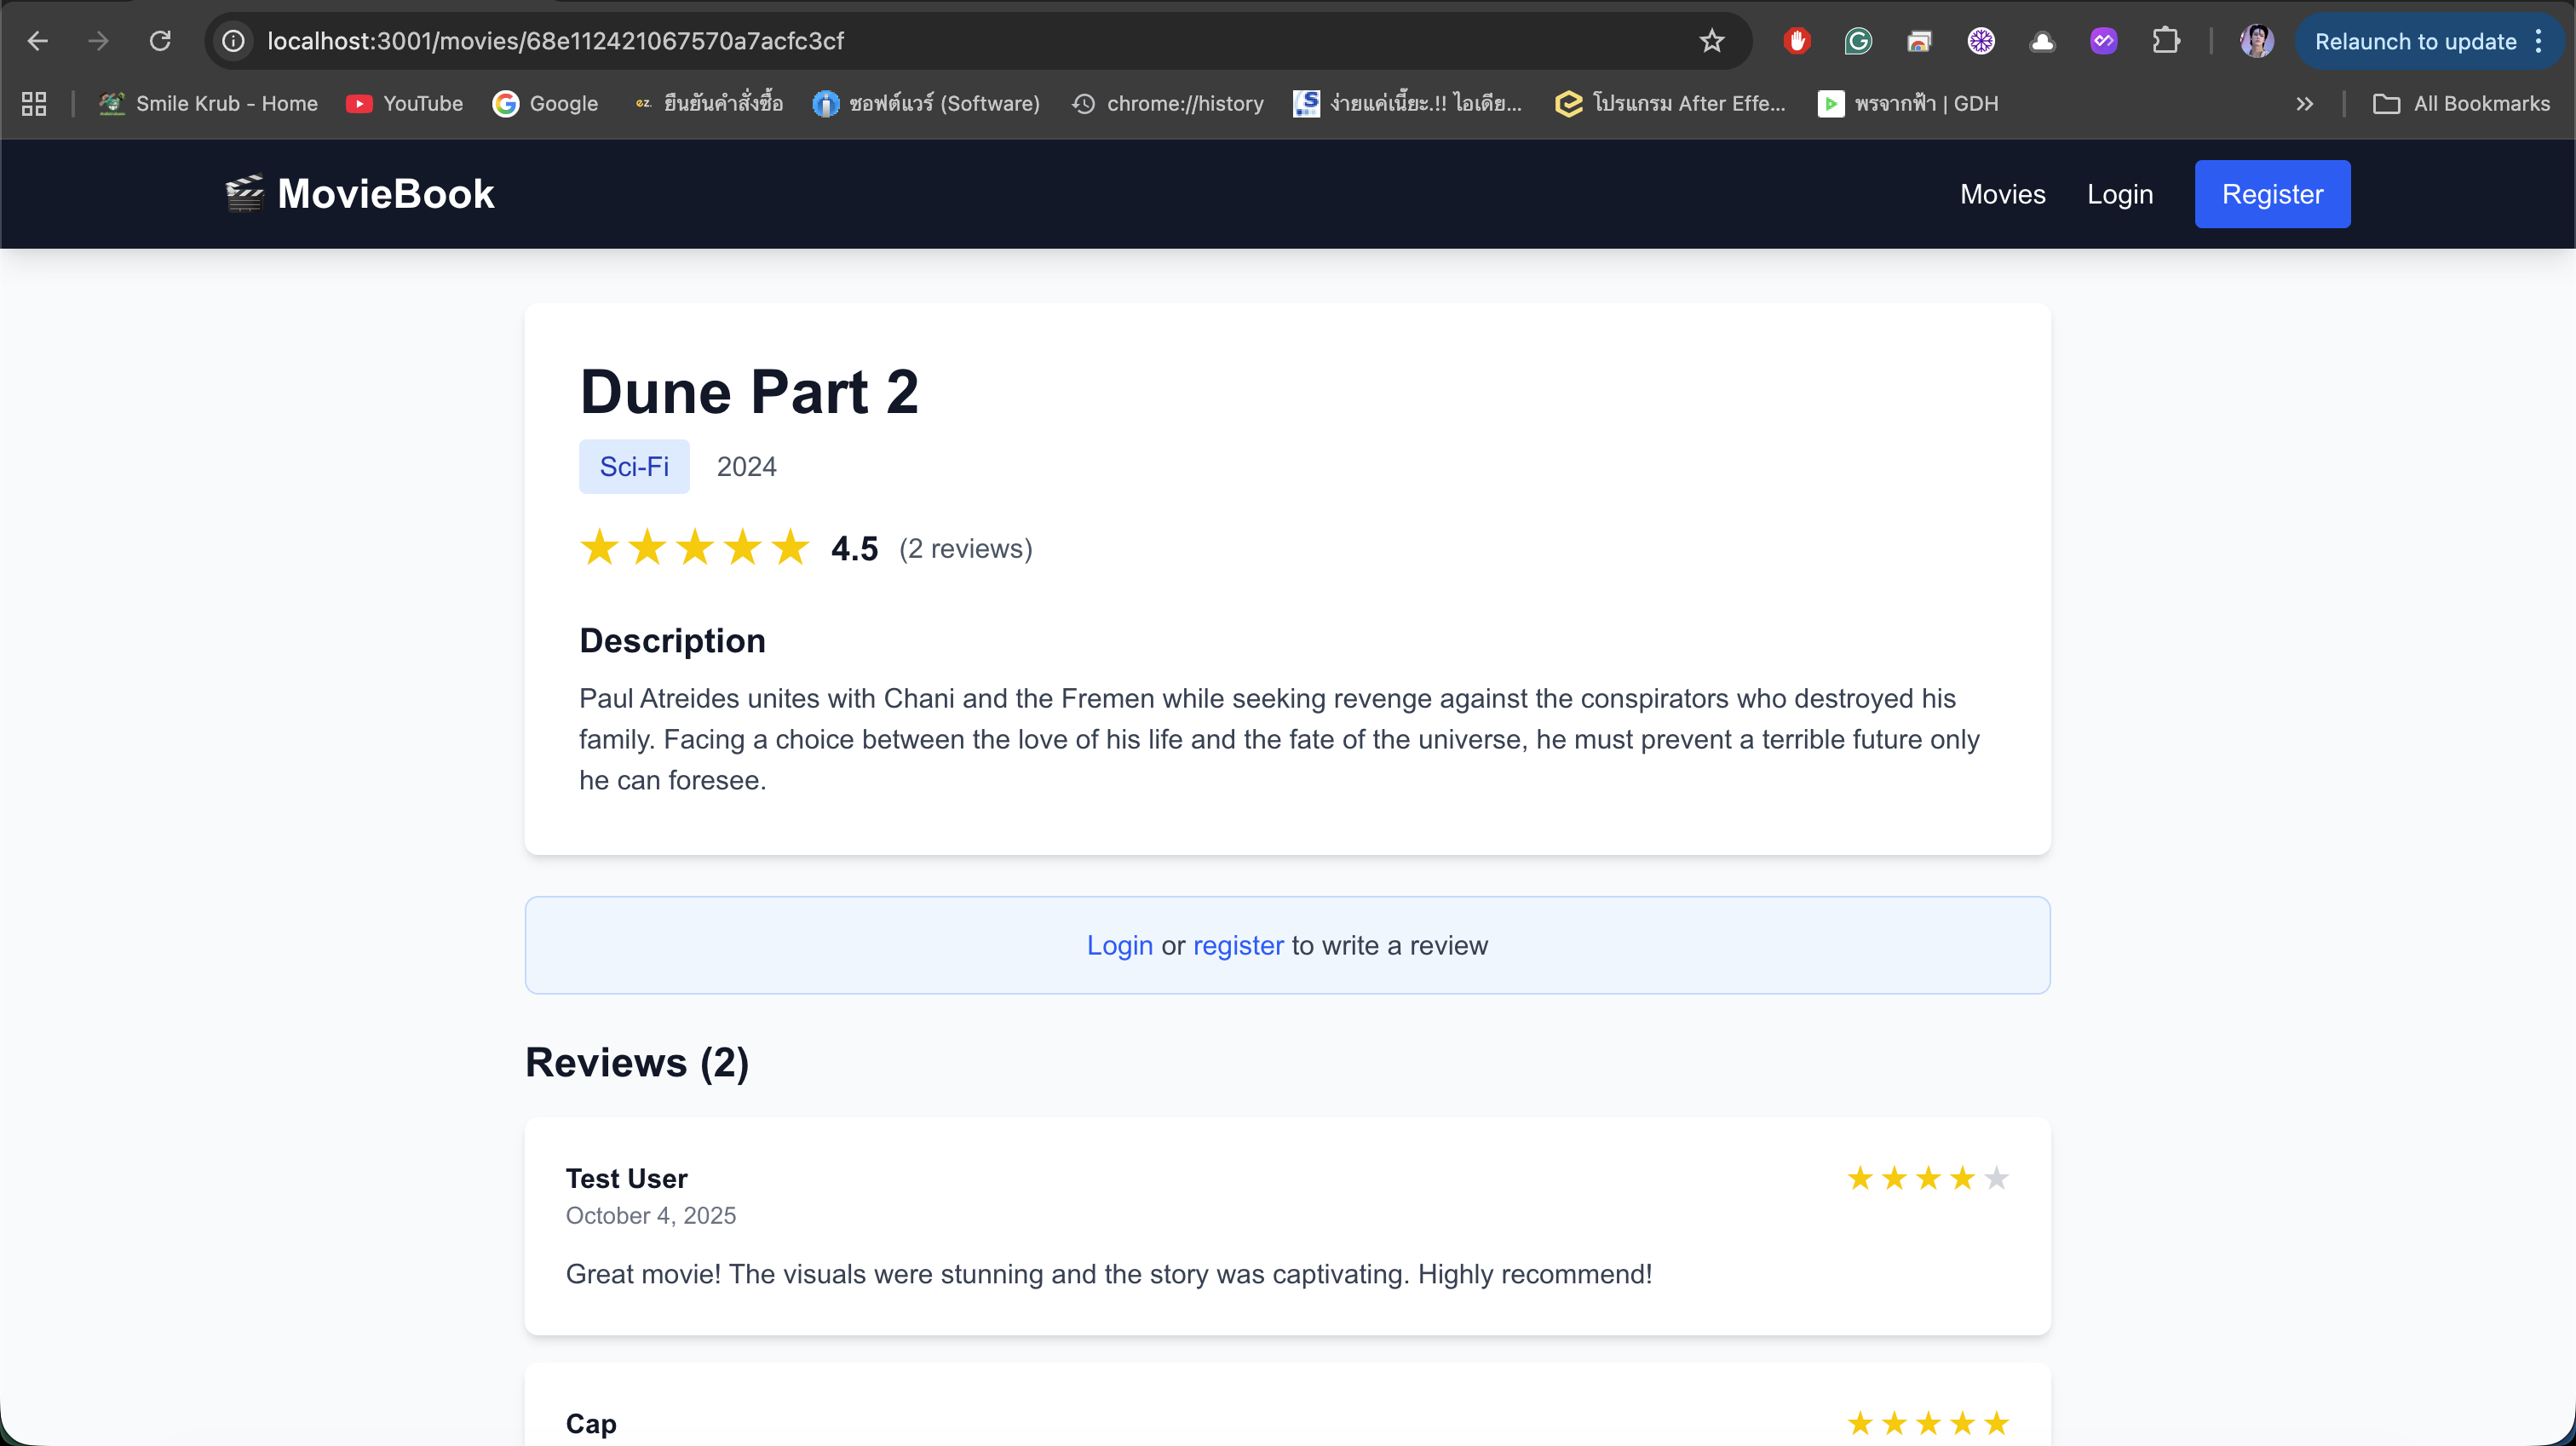 localhost:3001/movies/68e112421067570a7acfc3cf
Relaunch to update
Smile Krub - Home
YouTube
Google
ez.
ยืนยันคำสั่งซื้อ
ซอฟต์แวร์ (Software)
chrome://history
ง่ายแค่เนี๊ยะ.!! ไอเดีย...
โปรแกรม After Effe...
พรจากฟ้า | GDH
All Bookmarks
MovieBook
Movies
Login
Register
Dune Part 2
Sci-Fi
2024
4.5 (2 reviews)
Description
Paul Atreides unites with Chani and the Fremen while seeking revenge against the conspirators who destroyed his
family. Facing a choice between the love of his life and the fate of the universe, he must prevent a terrible future only
he can foresee.
Login or register to write a review
Reviews (2)
Test User
October 4, 2025
Great movie! The visuals were stunning and the story was captivating. Highly recommend!
Cap